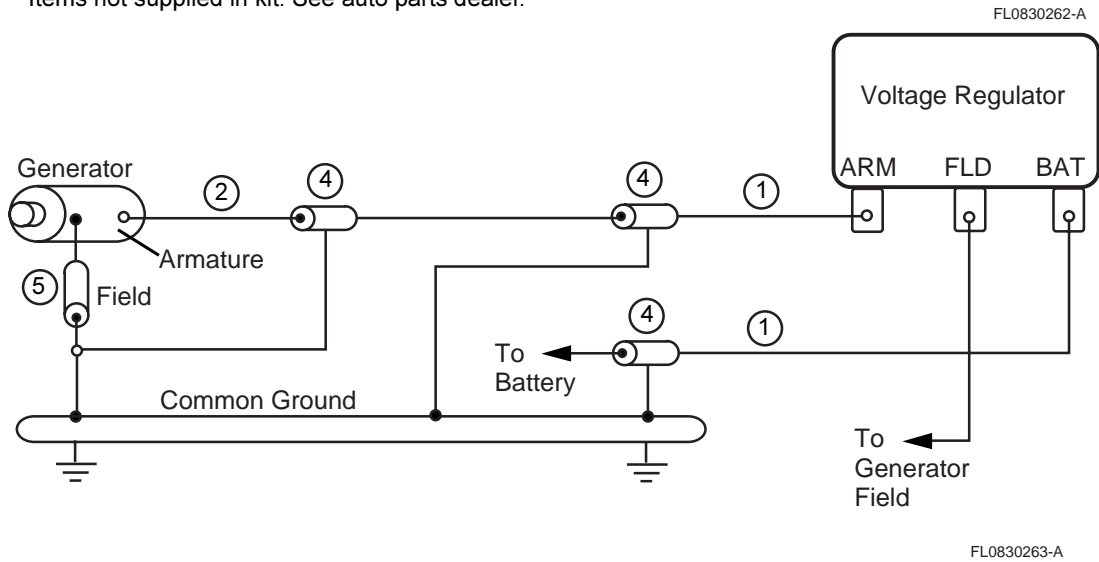 Items not supplied in kit. See auto parts dealer.
FL0830262-A
Voltage Regulator
ARM FLD BAT
Generator
2
4
4
1
Armature
5
Field
4
1
To
Battery
Common Ground
To
Generator
Field
FL0830263-A